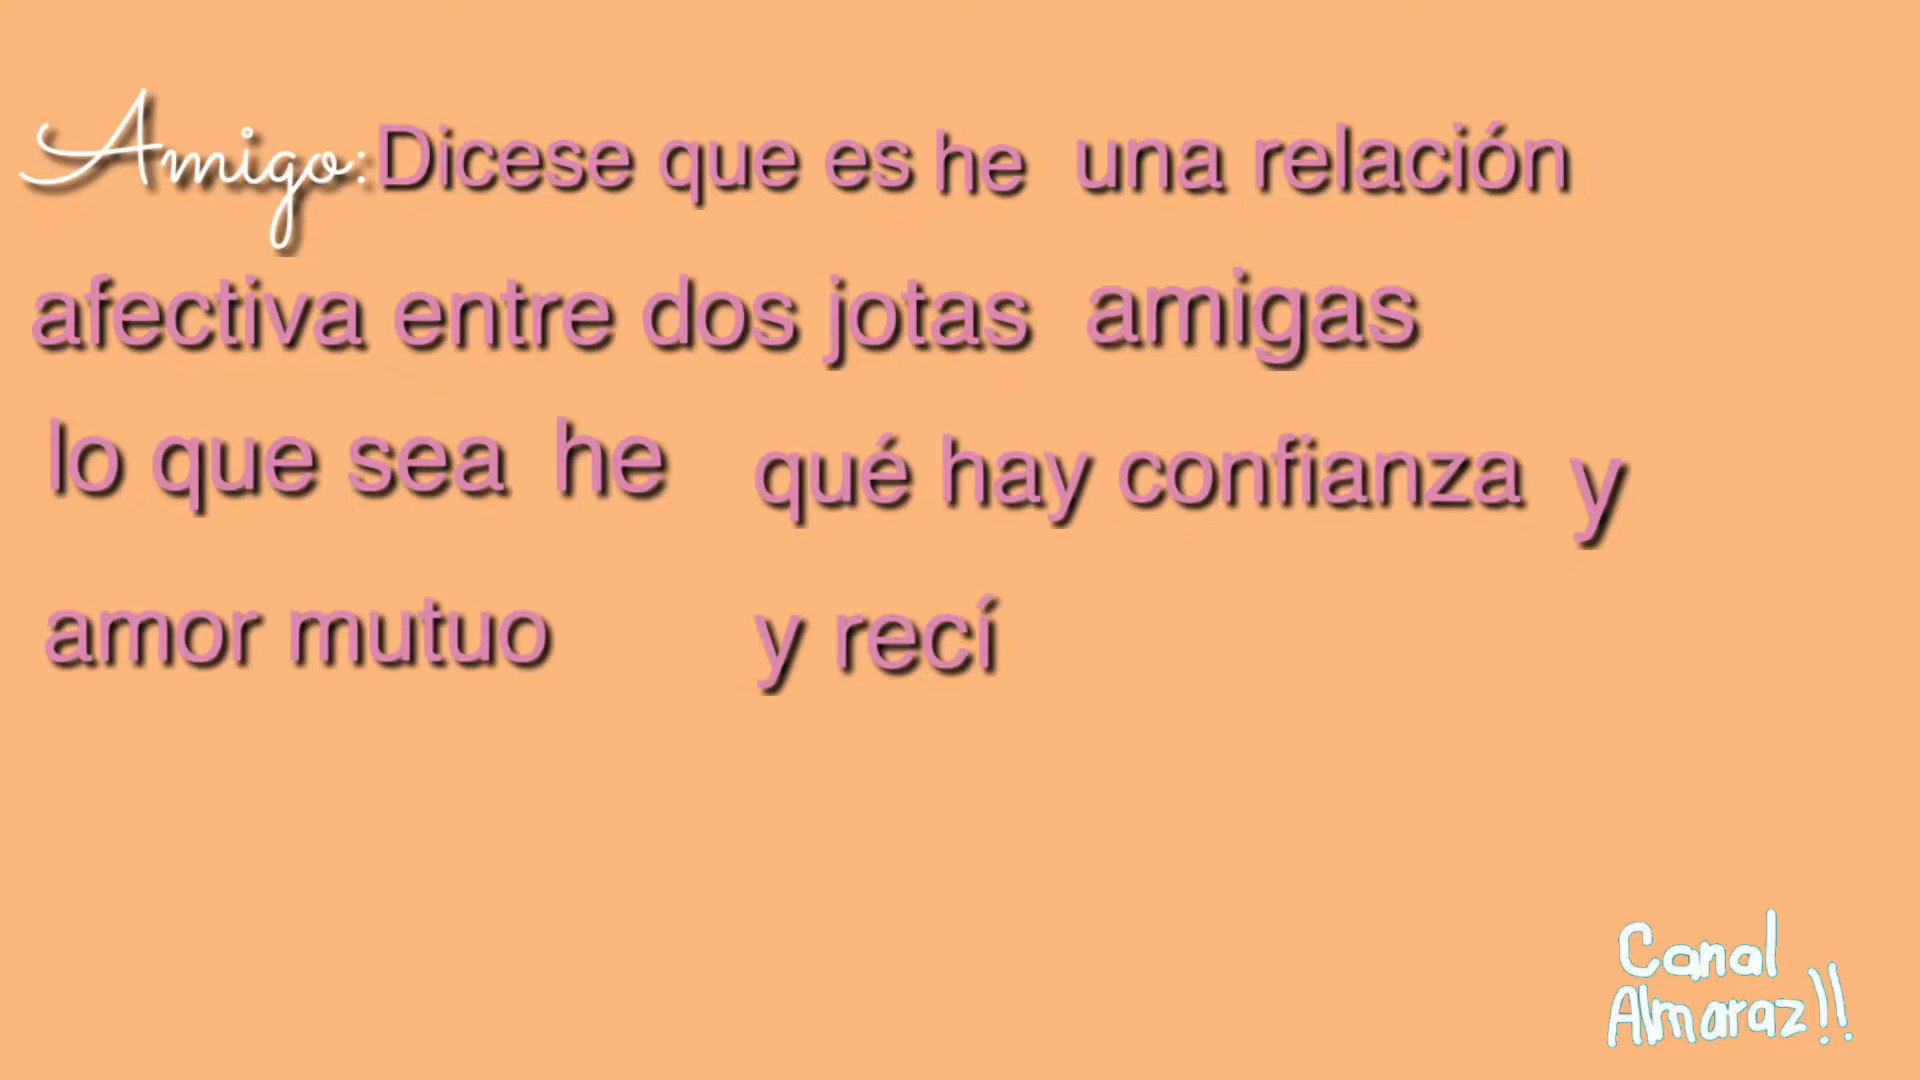 Amigo: Dicese que es he una relación
afectiva entre dos jotas amigas
lo que sea he qué hay confianza y
amor mutuo y recí
Canal
Almaraz!!